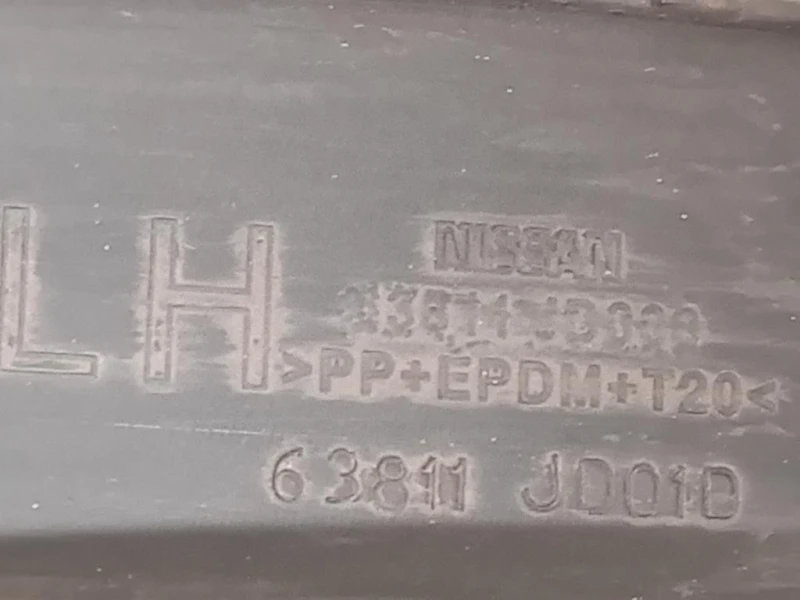 LH
NISSAN
>PP+EPDM+T20<
63811 JD01D